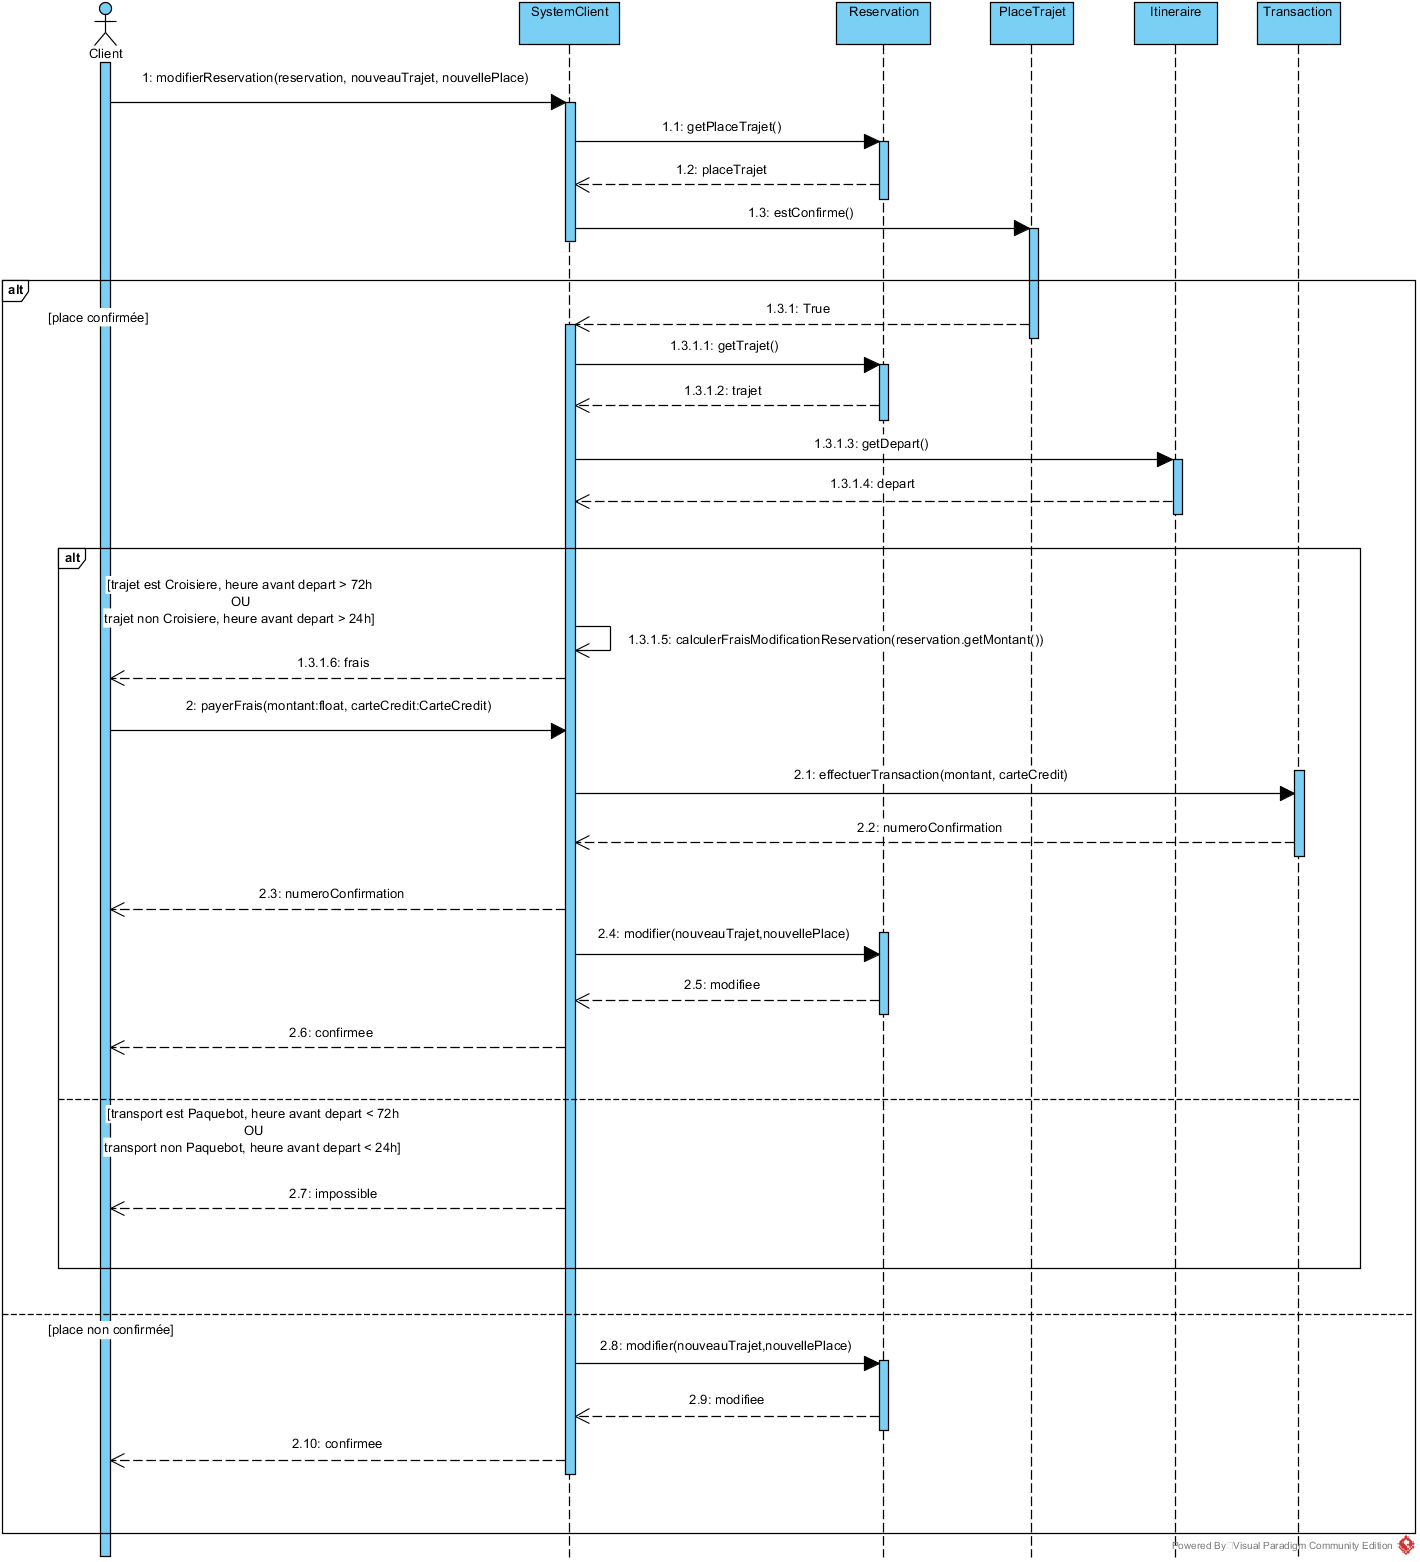 Client
SystemClient
Reservation
PlaceTrajet
Itineraire
Transaction
1: modifierReservation(reservation, nouveauTrajet, nouvellePlace)
1.1: getPlaceTrajet()
1.2: placeTrajet
1.3: estConfirme()
alt
[place confirmée]
1.3.1: True
1.3.1.1: getTrajet()
1.3.1.2: trajet
1.3.1.3: getDepart()
1.3.1.4: depart
alt
[trajet est Croisiere, heure avant depart > 72h
OU
trajet non Croisiere, heure avant depart > 24h]
1.3.1.5: calculerFraisModificationReservation(reservation.getMontant())
1.3.1.6: frais
2: payerFrais(montant:float, carteCredit:CarteCredit)
2.1: effectuerTransaction(montant, carteCredit)
2.2: numeroConfirmation
2.3: numeroConfirmation
2.4: modifier(nouveauTrajet,nouvellePlace)
2.5: modifiee
2.6: confirmee
[transport est Paquebot, heure avant depart < 72h
OU
transport non Paquebot, heure avant depart < 24h]
2.7: impossible
[place non confirmée]
2.8: modifier(nouveauTrajet,nouvellePlace)
2.9: modifiee
2.10: confirmee
Powered By Visual Paradigm Community Edition